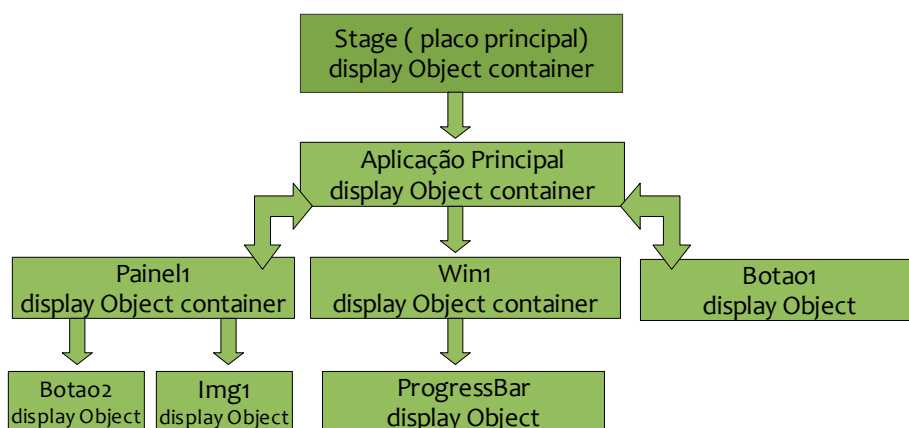 Stage ( placo principal)
display Object container
Aplicação Principal
display Object container
Painel1
display Object container
Win1
display Object container
Botao1
display Object
Botao2
display Object
Img1
display Object
ProgressBar
display Object